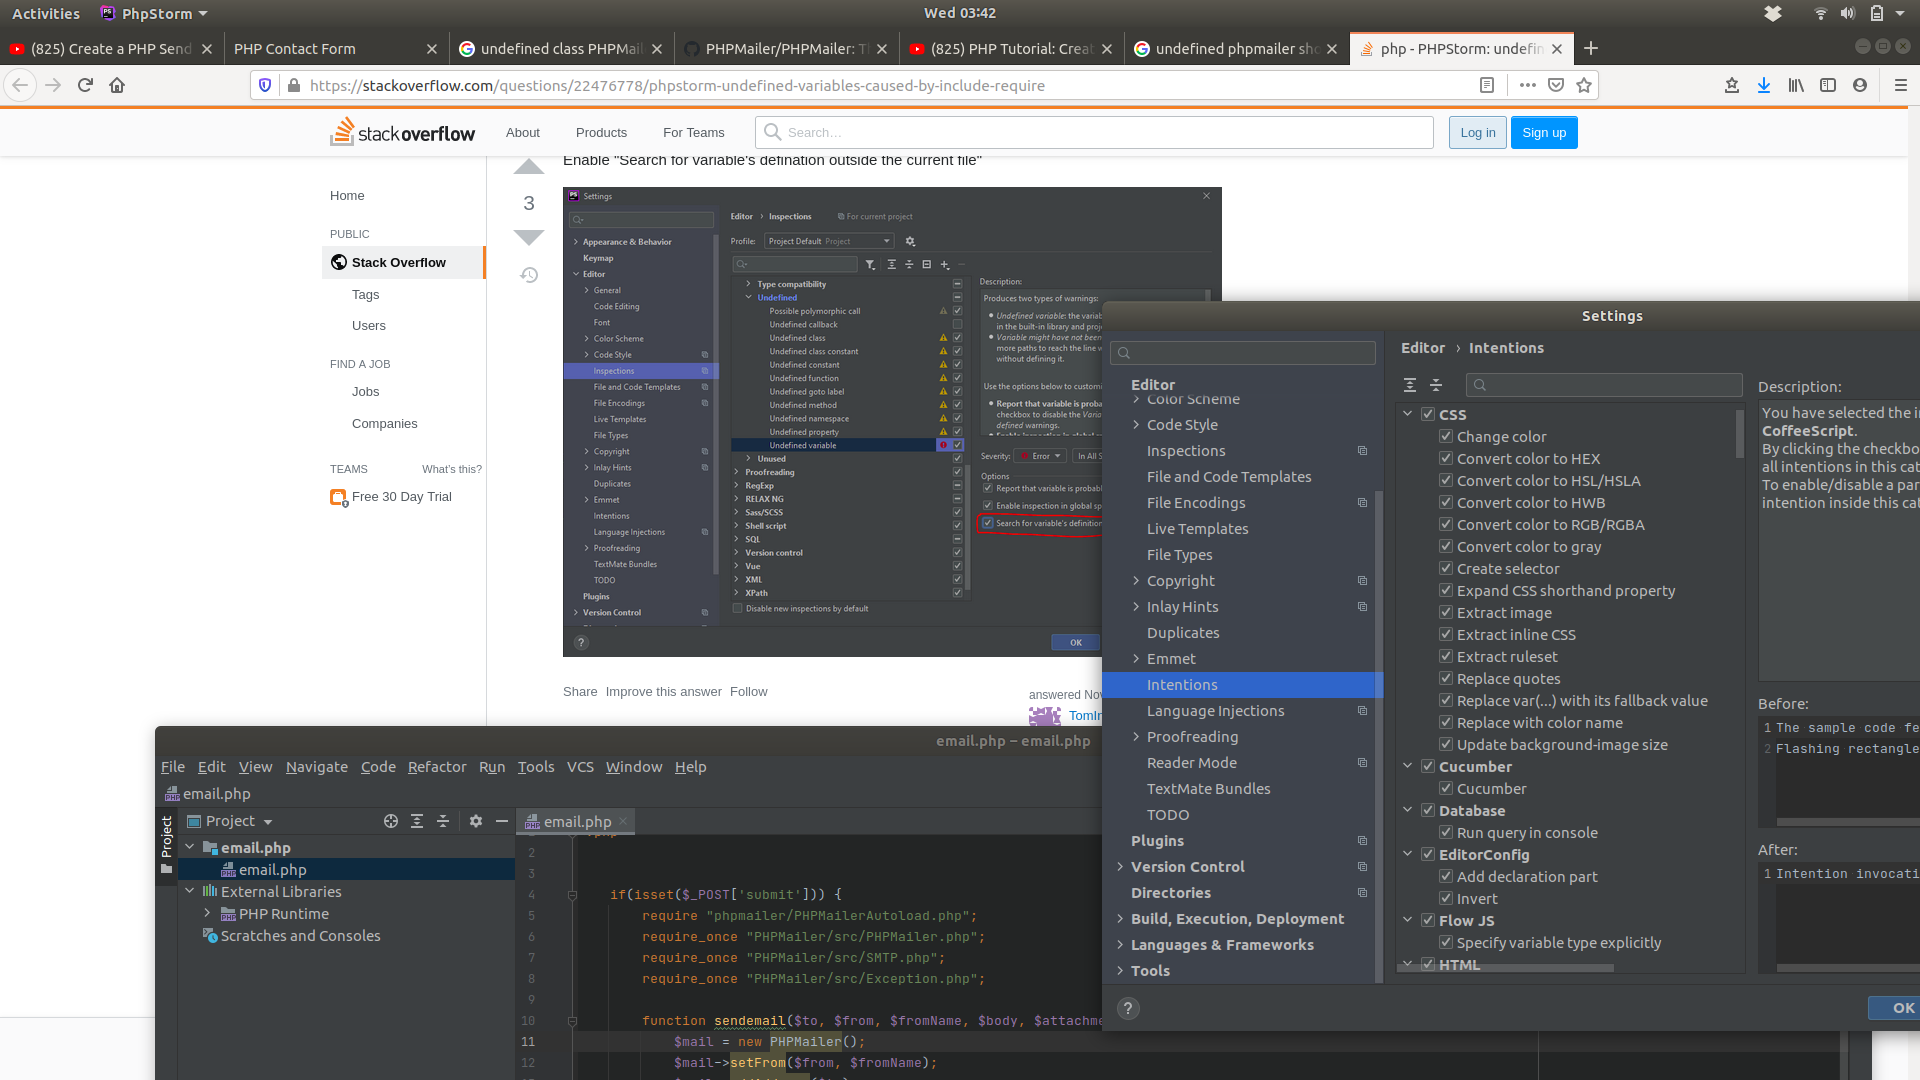 Activities
PhpStorm
Wed 03:42
(825) Create a PHP Send
PHP Contact Form
undefined class PHPMail
PHPMailer/PHPMailer: T
(825) PHP Tutorial: Creat
undefined phpmailer sho
php - PHPStorm: undefin
https://stackoverflow.com/questions/22476778/phpstorm-undefined-variables-caused-by-include-require
stackoverflow
About
Products
For Teams
Search…
Log in
Sign up
Home
PUBLIC
Stack Overflow
Tags
Users
FIND A JOB
Jobs
Companies
TEAMS
What's this?
Free 30 Day Trial
Enable "Search for variable's defination outside the current file"
3
PS Settings
Appearance & Behavior
Keymap
Editor
General
Code Editing
Font
Color Scheme
Code Style
Inspections
File and Code Templates
File Encodings
Live Templates
File Types
Copyright
Inlay Hints
Duplicates
Emmet
Intentions
Language Injections
Proofreading
TextMate Bundles
TODO
Plugins
Version Control
Editor › Inspections
For current project
Profile: Project Default Project
Type compatibility
Undefined
Possible polymorphic call
Undefined callback
Undefined class
Undefined class constant
Undefined constant
Undefined function
Undefined goto label
Undefined method
Undefined namespace
Undefined property
Undefined variable
Unused
Proofreading
RegExp
RELAX NG
Sass/SCSS
Shell script
SQL
Version control
Vue
XML
XPath
Disable new inspections by default
Description:
Produces two types of warnings:
Undefined variable: the variab
in the built-in library and proje
Variable might have not been
more paths to reach the line w
without defining it.
Use the options below to customi
Report that variable is proba
checkbox to disable the Varia
defined warnings.
Severity: Error In All S
Options
Report that variable is probabl
Enable inspection in global sp
Search for variable's definition
?
OK
Share Improve this answer Follow
answered Nov
TomIr
Settings
Editor
Color Scheme
Code Style
Inspections
File and Code Templates
File Encodings
Live Templates
File Types
Copyright
Inlay Hints
Duplicates
Emmet
Intentions
Language Injections
Proofreading
Reader Mode
TextMate Bundles
TODO
Plugins
Version Control
Directories
Build, Execution, Deployment
Languages & Frameworks
Tools
?
Editor › Intentions
CSS
Change color
Convert color to HEX
Convert color to HSL/HSLA
Convert color to HWB
Convert color to RGB/RGBA
Convert color to gray
Create selector
Expand CSS shorthand property
Extract image
Extract inline CSS
Extract ruleset
Replace quotes
Replace var(...) with its fallback value
Replace with color name
Update background-image size
Cucumber
Cucumber
Database
Run query in console
EditorConfig
Add declaration part
Invert
Flow JS
Specify variable type explicitly
HTML
Description:
You have selected the i
CoffeeScript.
By clicking the checkbo
all intentions in this cat
To enable/disable a par
intention inside this cat
Before:
1 The sample code fe
2 Flashing rectangle
After:
1 Intention invocati
OK
email.php – email.php
File Edit View Navigate Code Refactor Run Tools VCS Window Help
email.php
Project
Project
email.php
email.php
External Libraries
PHP Runtime
Scratches and Consoles
email.php
2
3
4 if(isset($_POST['submit'])) {
5 require "phpmailer/PHPMailerAutoload.php";
6 require_once "PHPMailer/src/PHPMailer.php";
7 require_once "PHPMailer/src/SMTP.php";
8 require_once "PHPMailer/src/Exception.php";
9
10 function sendemail($to, $from, $fromName, $body, $attachme
11 $mail = new PHPMailer();
12 $mail->setFrom($from, $fromName);